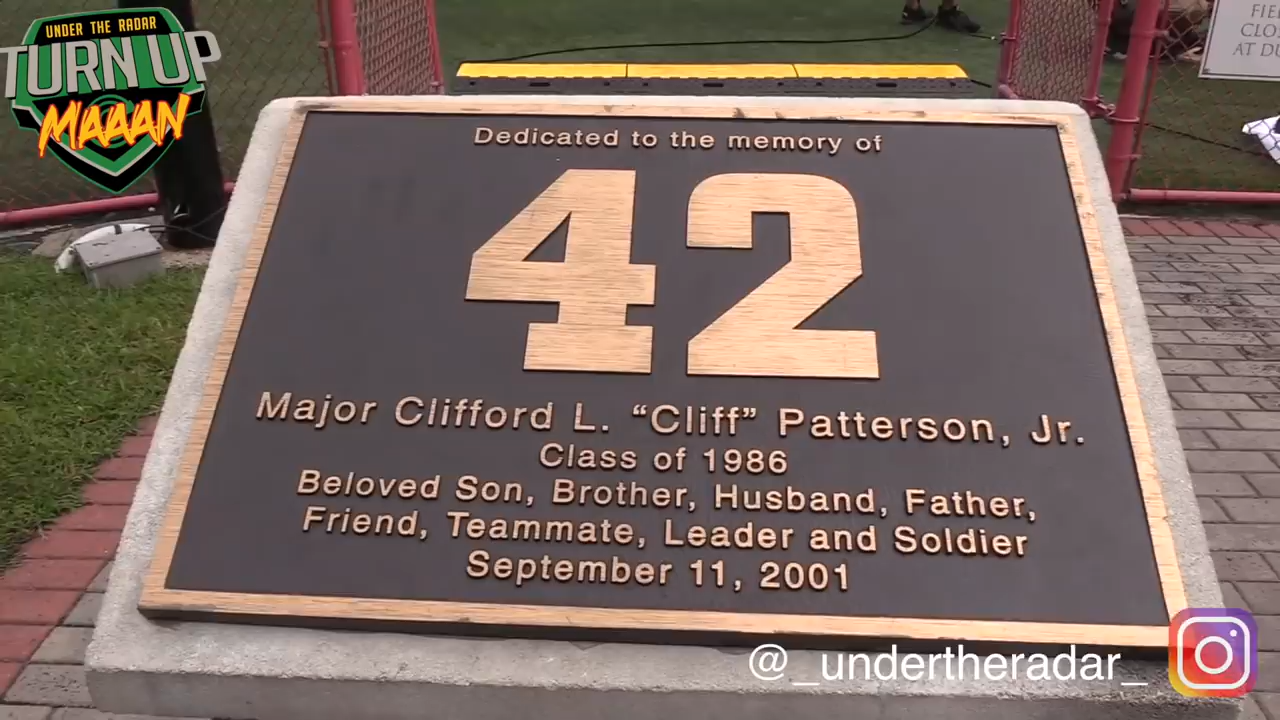 UNDER THE RADAR
TURN UP
MAAAN
Dedicated to the memory of
42
Major Clifford L. “Cliff” Patterson, Jr.
Class of 1986
Beloved Son, Brother, Husband, Father,
Friend, Teammate, Leader and Soldier
September 11, 2001
@_undertheradar_